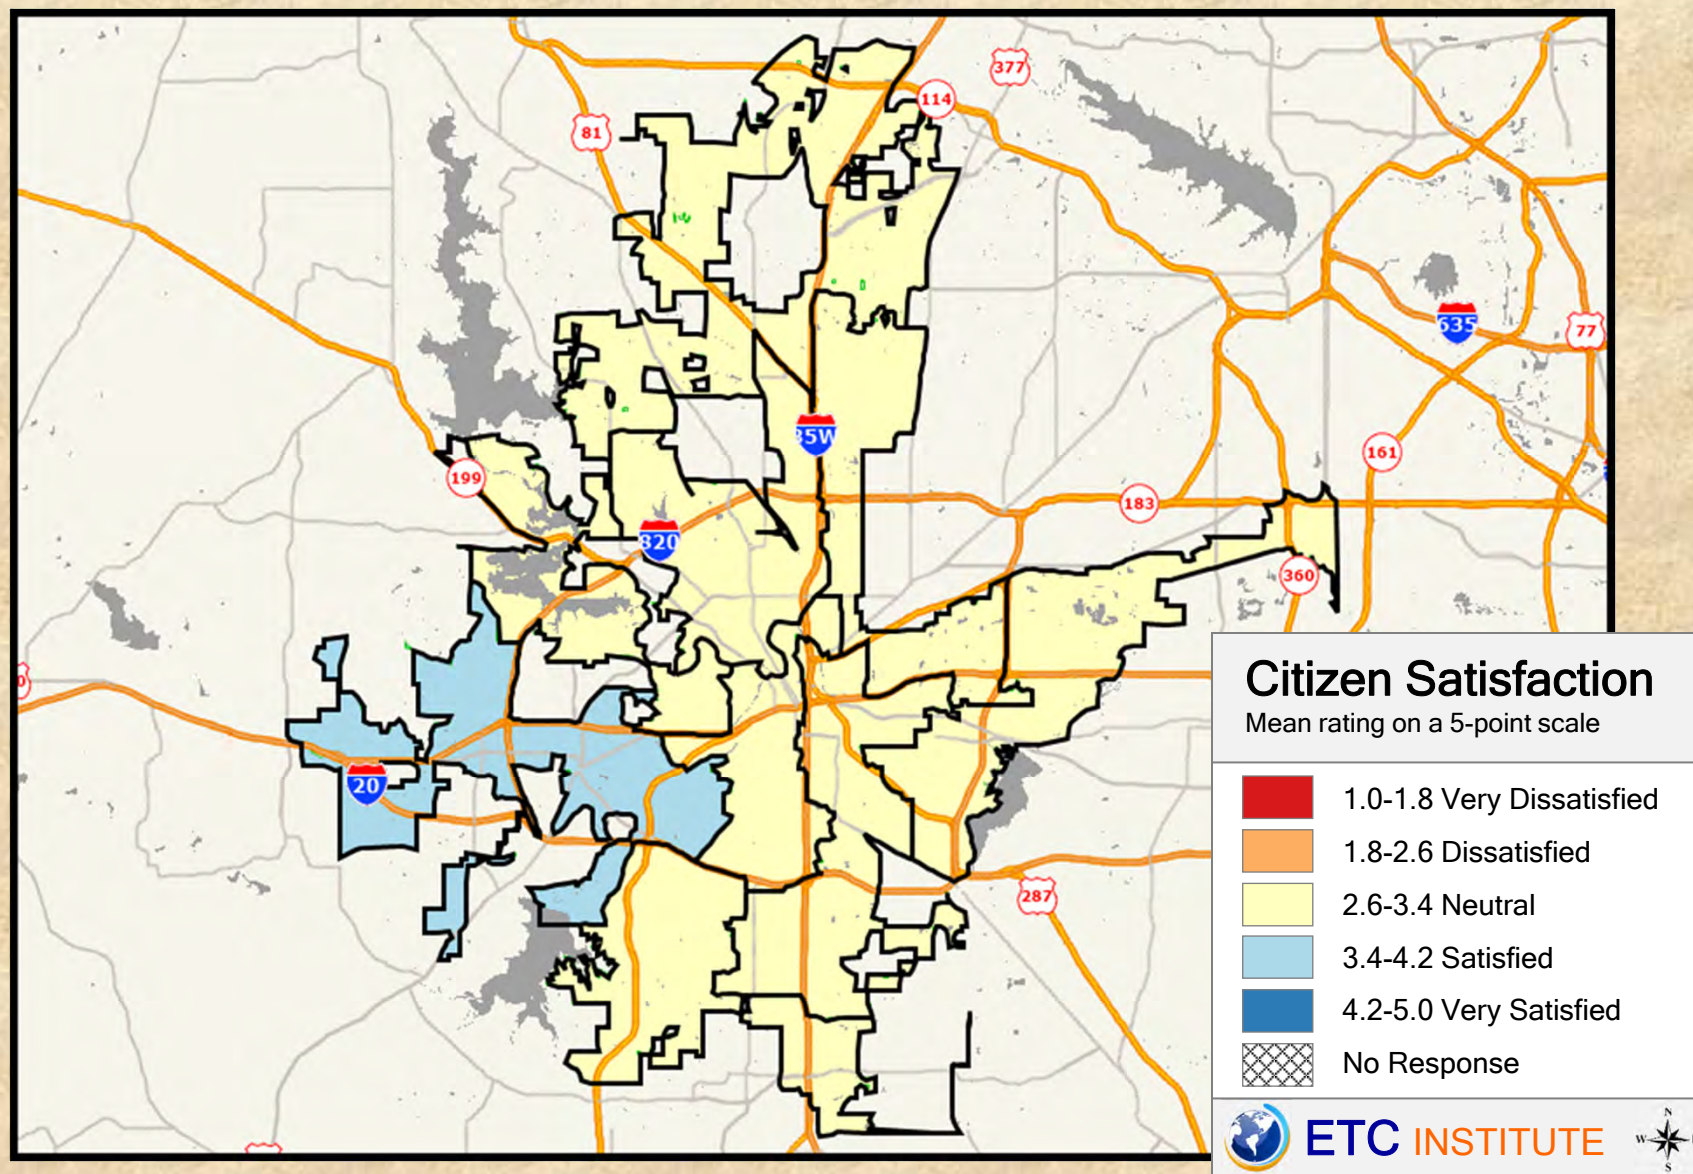 377
114
81
635
77
35W
161
199
183
820
360
Citizen Satisfaction
Mean rating on a 5-point scale
20
1.0-1.8 Very Dissatisfied
1.8-2.6 Dissatisfied
287
2.6-3.4 Neutral
3.4-4.2 Satisfied
4.2-5.0 Very Satisfied
No Response
ETC INSTITUTE
N
W
S